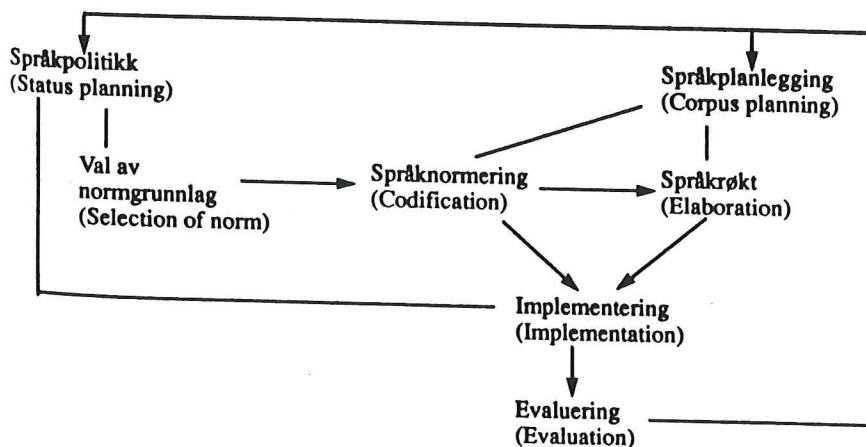 Språkpolitikk
(Status planning)
Språkplanlegging
(Corpus planning)
Val av
normgrunnlag
(Selection of norm)
Språknormering
(Codification)
Språkrøkt
(Elaboration)
Implementering
(Implementation)
Evaluering
(Evaluation)